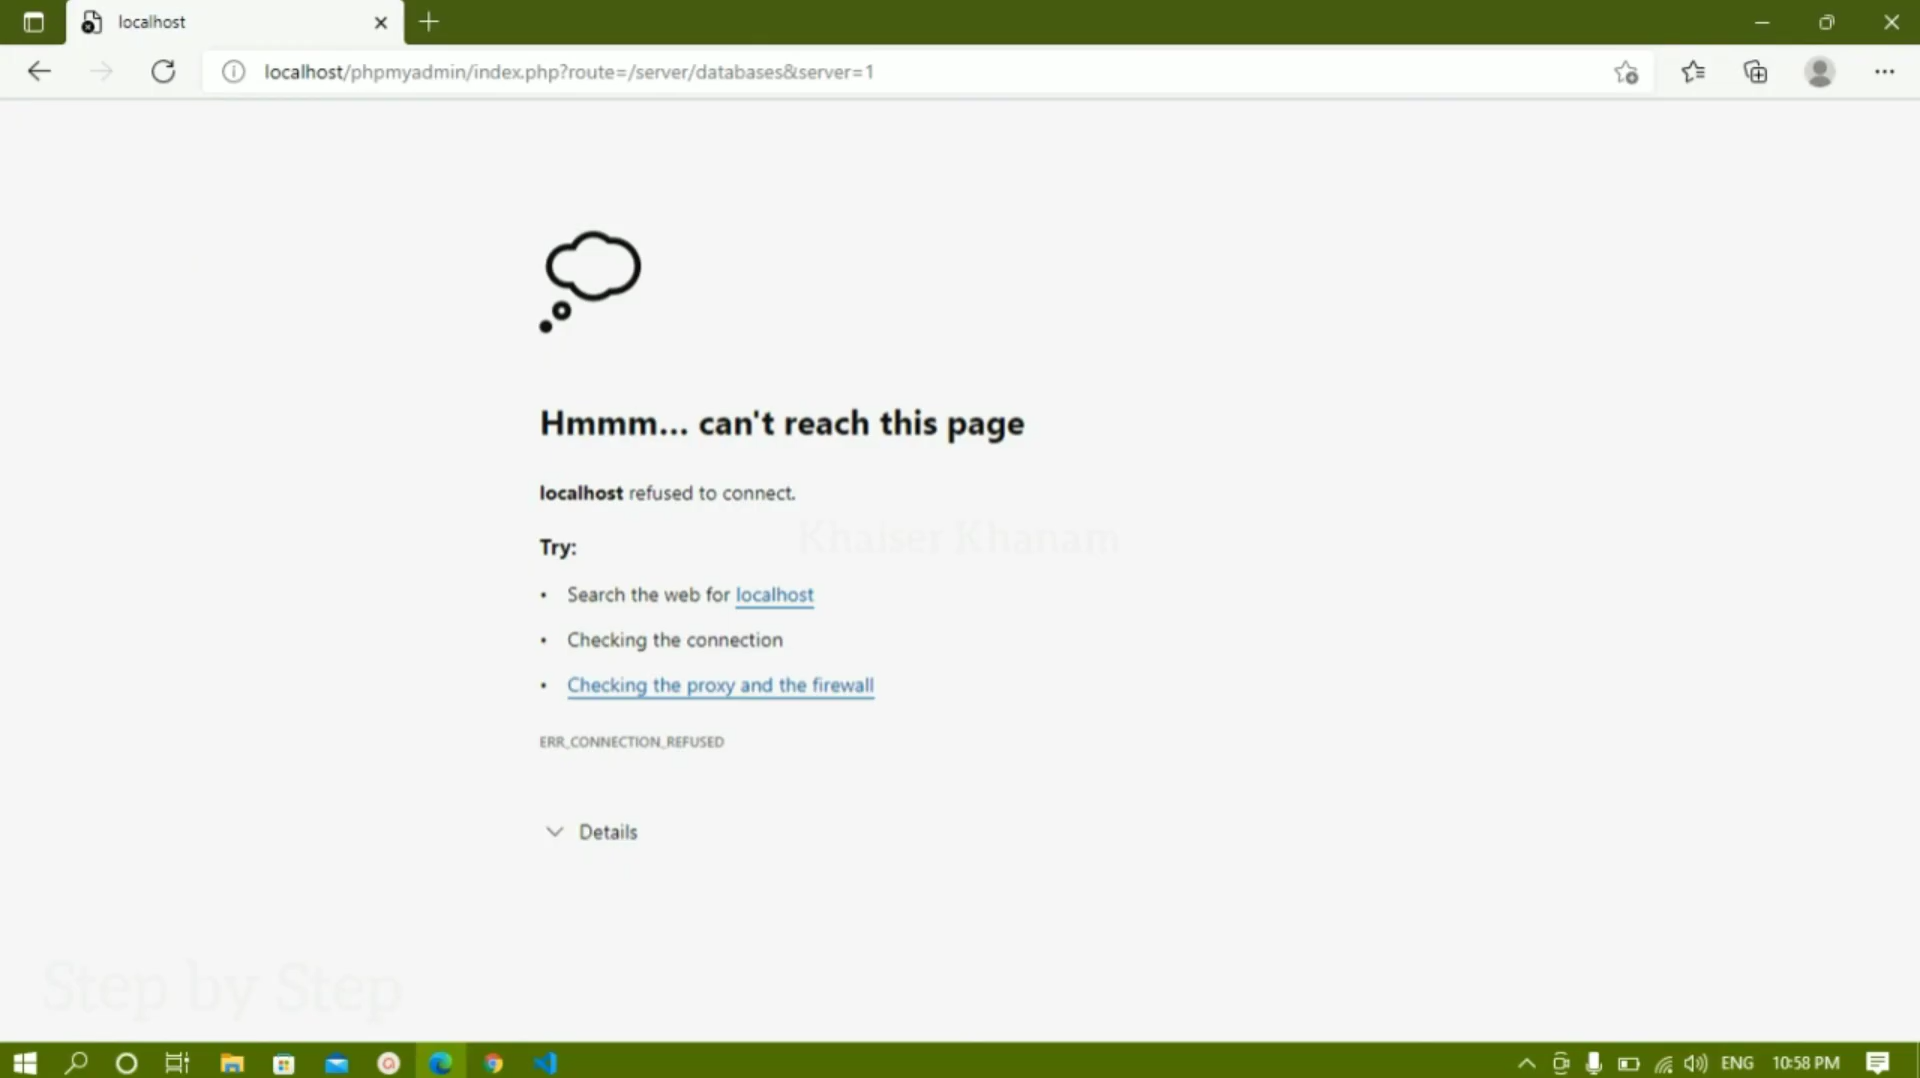 localhost
localhost/phpmyadmin/index.php?route=/server/databases&server=1
Hmmm... can't reach this page
localhost refused to connect.
Khaiser Khanam
Try:
• Search the web for localhost
• Checking the connection
• Checking the proxy and the firewall
ERR_CONNECTION_REFUSED
Details
Step by Step
ENG 10:58 PM